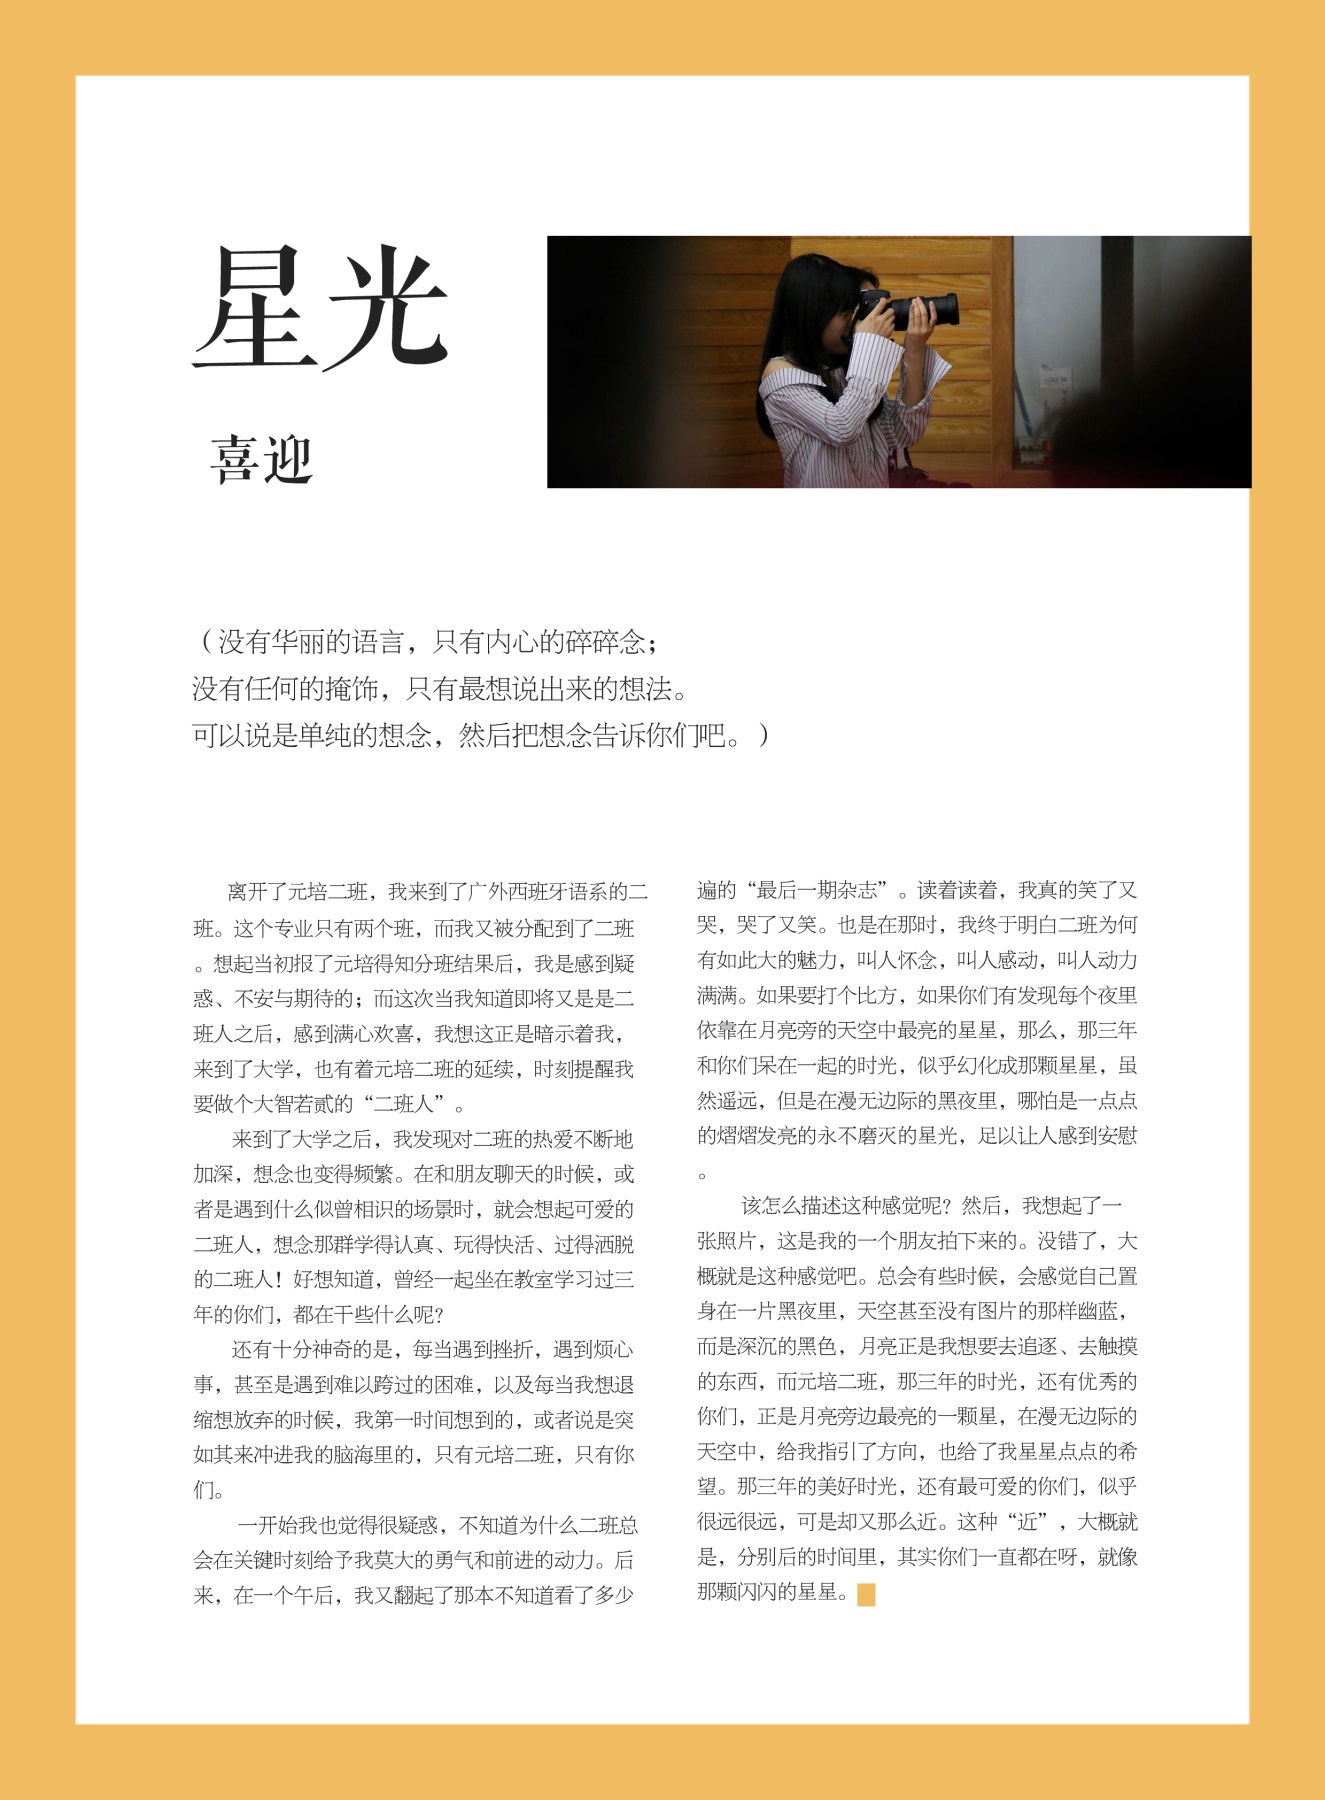 星光
喜迎
（没有华丽的语言，只有内心的碎碎念；
没有任何的掩饰，只有最想说出来的想法。
可以说是单纯的想念，然后把想念告诉你们吧。）
离开了元培二班，我来到了广外西班牙语系的二
班。这个专业只有两个班，而我又被分配到了二班
。想起当初报了元培得知分班结果后，我是感到疑
惑、不安与期待的；而这次当我知道即将又是是二
班人之后，感到满心欢喜，我想这正是暗示着我，
来到了大学，也有着元培二班的延续，时刻提醒我
要做个大智若贰的“二班人”。
来到了大学之后，我发现对二班的热爱不断地
加深，想念也变得频繁。在和朋友聊天的时候，或
者是遇到什么似曾相识的场景时，就会想起可爱的
二班人，想念那群学得认真、玩得快活、过得洒脱
的二班人！好想知道，曾经一起坐在教室学习过三
年的你们，都在干些什么呢？
还有十分神奇的是，每当遇到挫折，遇到烦心
事，甚至是遇到难以跨过的困难，以及每当我想退
缩想放弃的时候，我第一时间想到的，或者说是突
如其来冲进我的脑海里的，只有元培二班，只有你
们。
一开始我也觉得很疑惑，不知道为什么二班总
会在关键时刻给予我莫大的勇气和前进的动力。后
来，在一个午后，我又翻起了那本不知道看了多少
遍的“最后一期杂志”。读着读着，我真的笑了又
哭，哭了又笑。也是在那时，我终于明白二班为何
有如此大的魅力，叫人怀念，叫人感动，叫人动力
满满。如果要打个比方，如果你们有发现每个夜里
依靠在月亮旁的天空中最亮的星星，那么，那三年
和你们呆在一起的时光，似乎幻化成那颗星星，虽
然遥远，但是在漫无边际的黑夜里，哪怕是一点点
的熠熠发亮的永不磨灭的星光，足以让人感到安慰
。
该怎么描述这种感觉呢？然后，我想起了一
张照片，这是我的一个朋友拍下来的。没错了，大
概就是这种感觉吧。总会有些时候，会感觉自己置
身在一片黑夜里，天空甚至没有图片的那样幽蓝，
而是深沉的黑色，月亮正是我想要去追逐、去触摸
的东西，而元培二班，那三年的时光，还有优秀的
你们，正是月亮旁边最亮的一颗星，在漫无边际的
天空中，给我指引了方向，也给了我星星点点的希
望。那三年的美好时光，还有最可爱的你们，似乎
很远很远，可是却又那么近。这种“近”，大概就
是，分别后的时间里，其实你们一直都在呀，就像
那颗闪闪的星星。